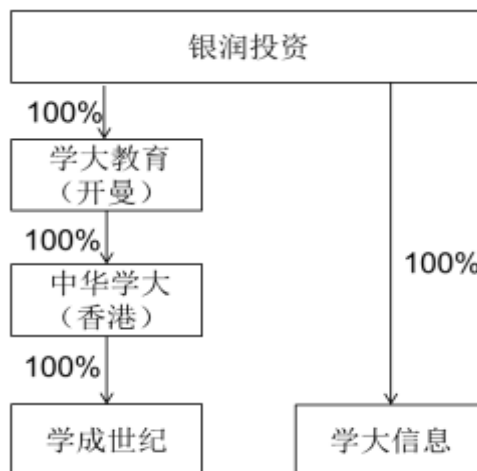 银润投资
100%
学大教育
（开曼）
100%
中华学大
（香港）
100%
100%
学成世纪
学大信息